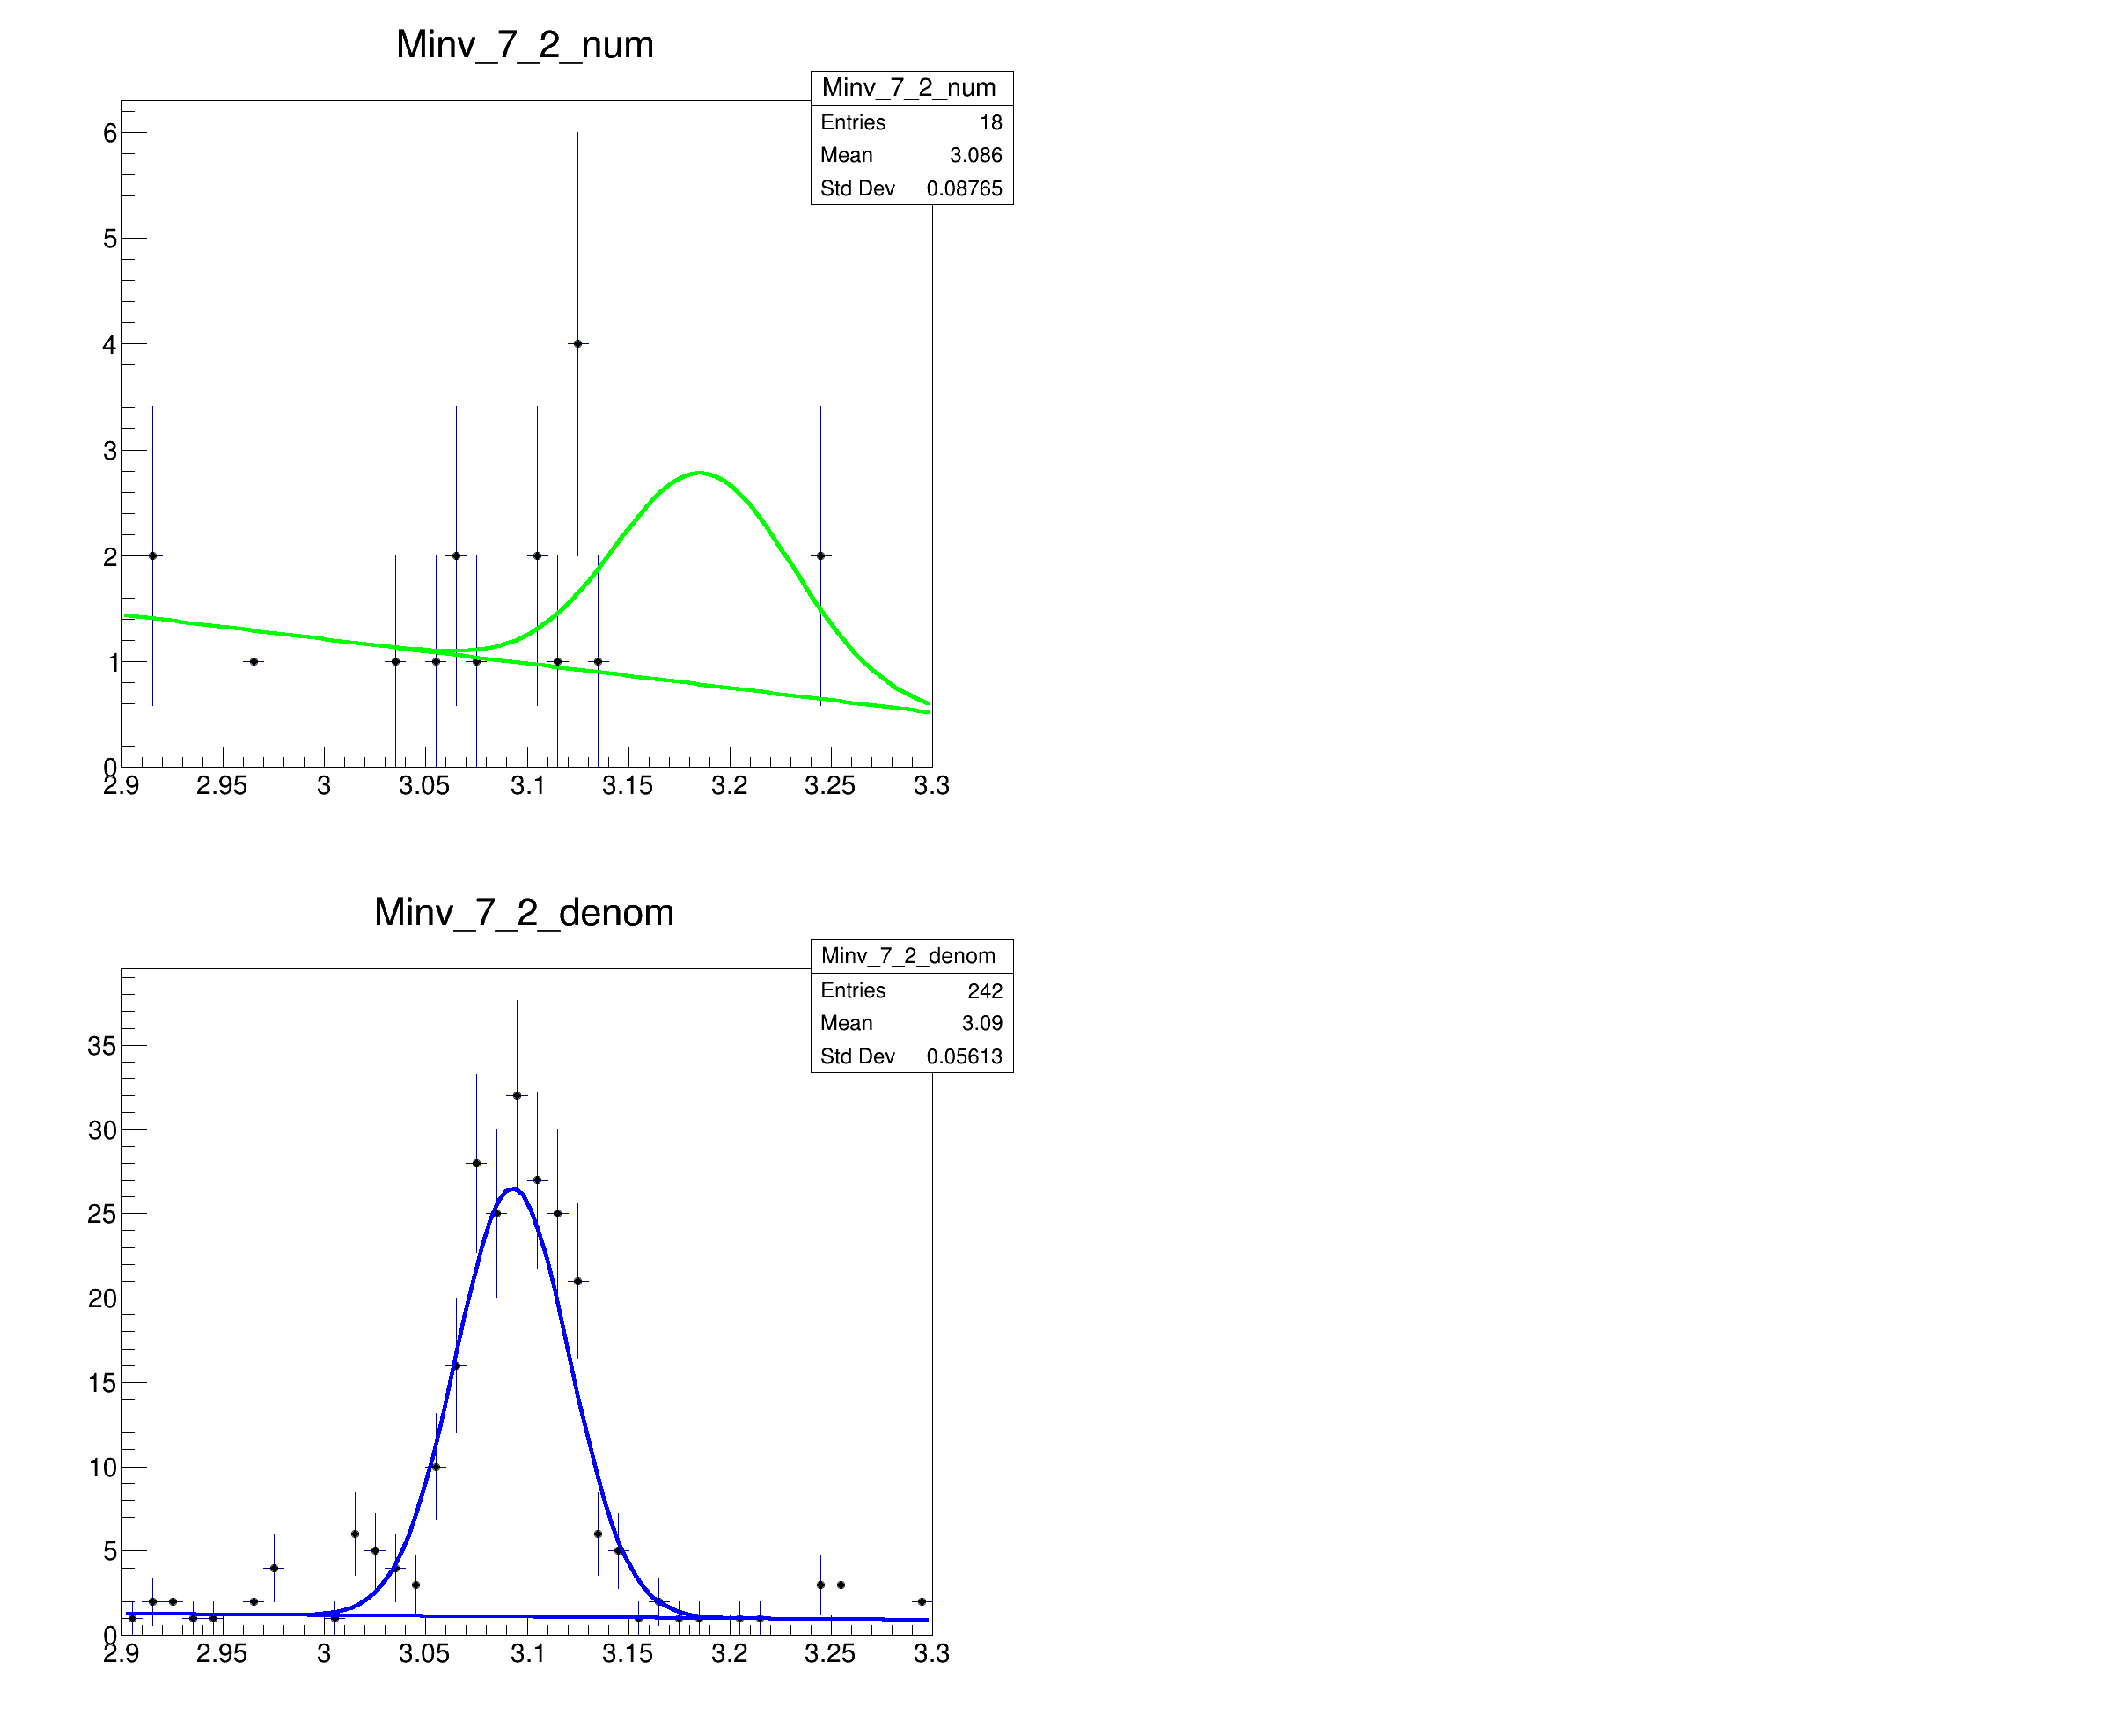 Minv_7_2_num
Minv_7_2_num
Entries 18
Mean 3.086
Std Dev 0.08765
6
5
4
3
2
1
0
2.9 2.95 3 3.05 3.1 3.15 3.2 3.25 3.3
Minv_7_2_denom
Minv_7_2_denom
Entries 242
Mean 3.09
Std Dev 0.05613
35
30
25
20
15
10
5
0
2.9 2.95 3 3.05 3.1 3.15 3.2 3.25 3.3